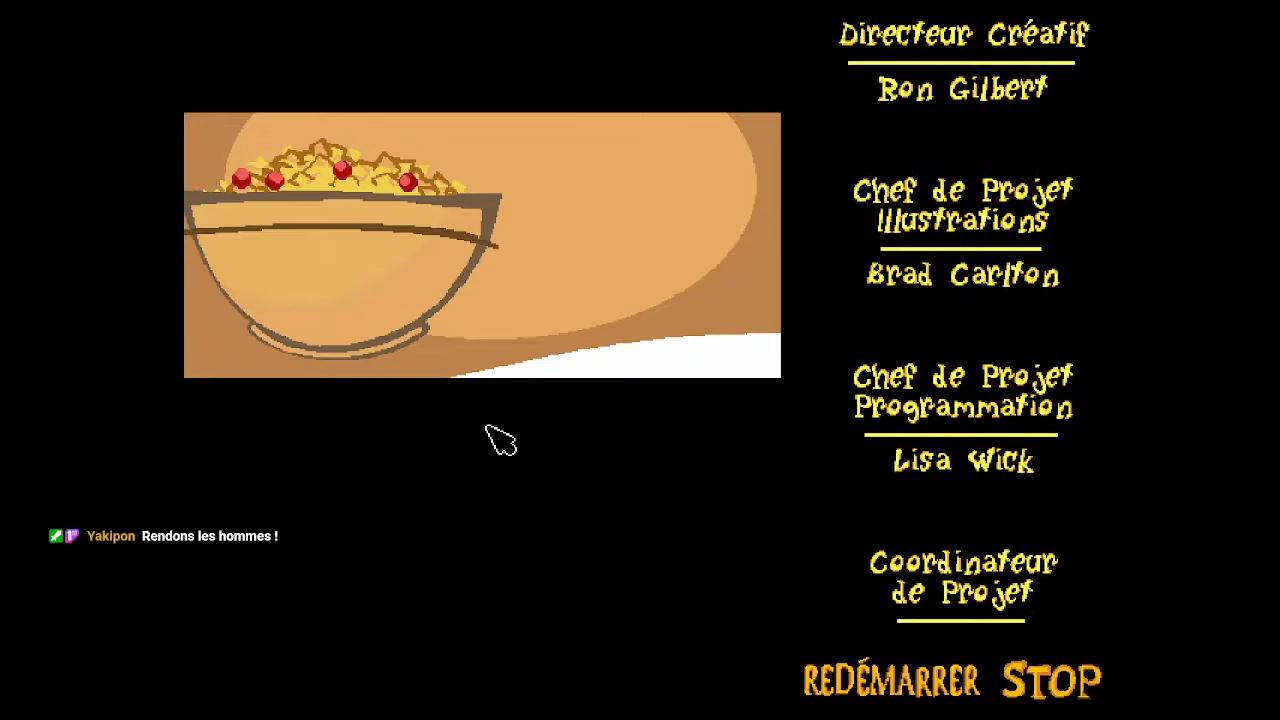 Directeur Créatif
Ron Gilbert
Chef de Projet
Illustrations
Brad Carlton
Chef de Projet
Programmation
Lisa Wick
Yakipon Rendons les hommes !
Coordinateur
de Projet
REDÉMARRER STOP